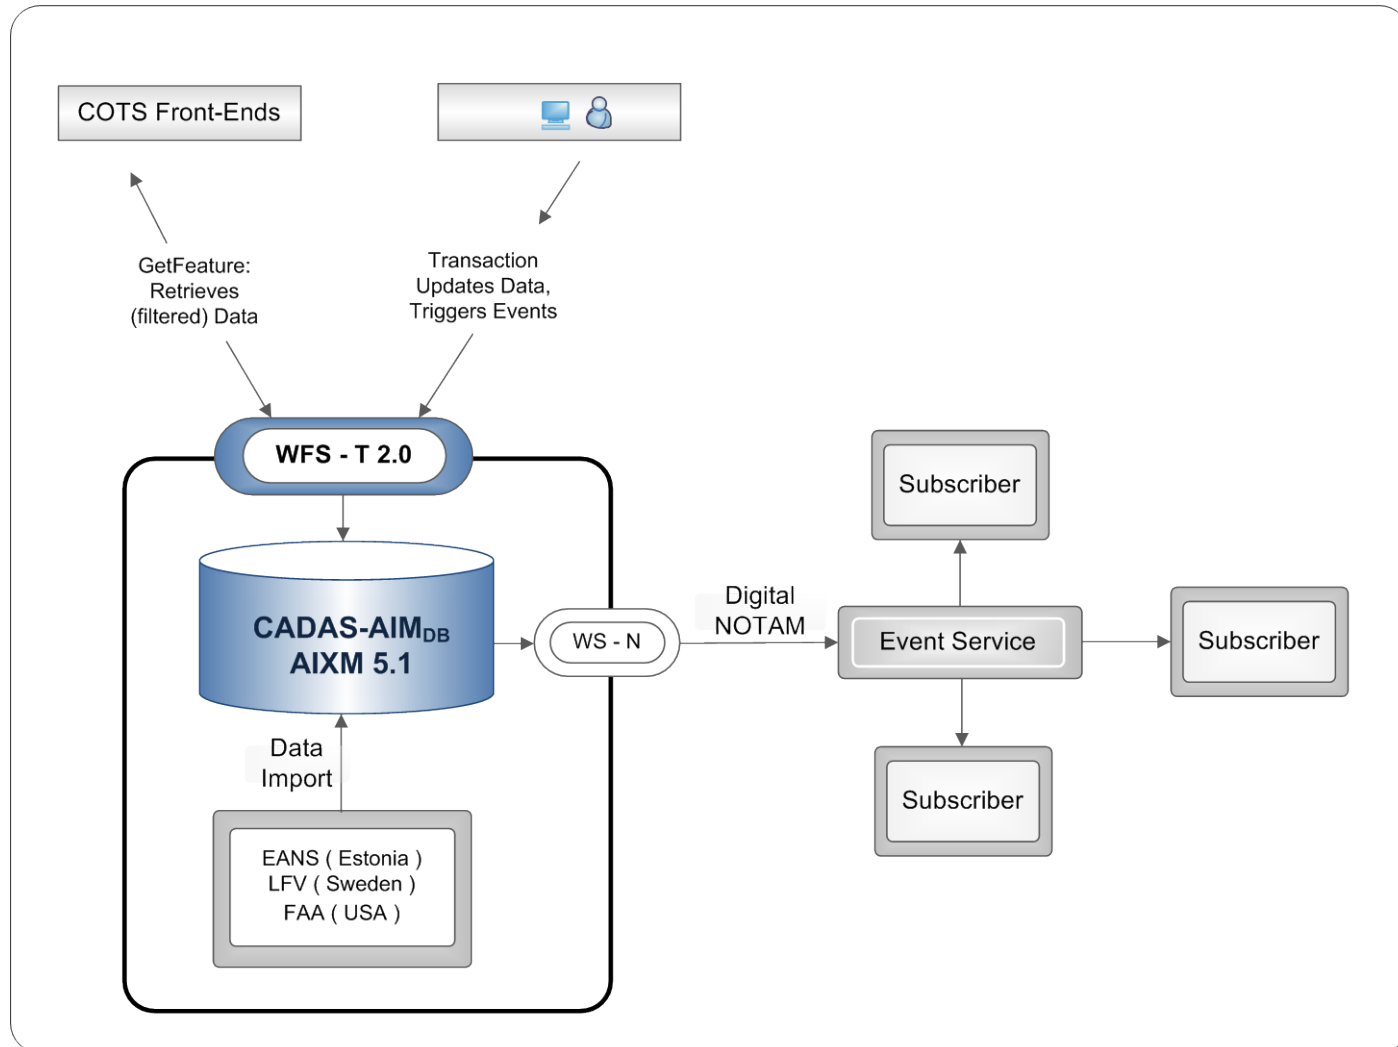 COTS Front-Ends
GetFeature:
Retrieves
(filtered) Data
Transaction
Updates Data,
Triggers Events
WFS - T 2.0
CADAS-AIMDB
AIXM 5.1
WS - N
Digital
NOTAM
Event Service
Subscriber
Subscriber
Subscriber
Data
Import
EANS ( Estonia )
LFV ( Sweden )
FAA ( USA )